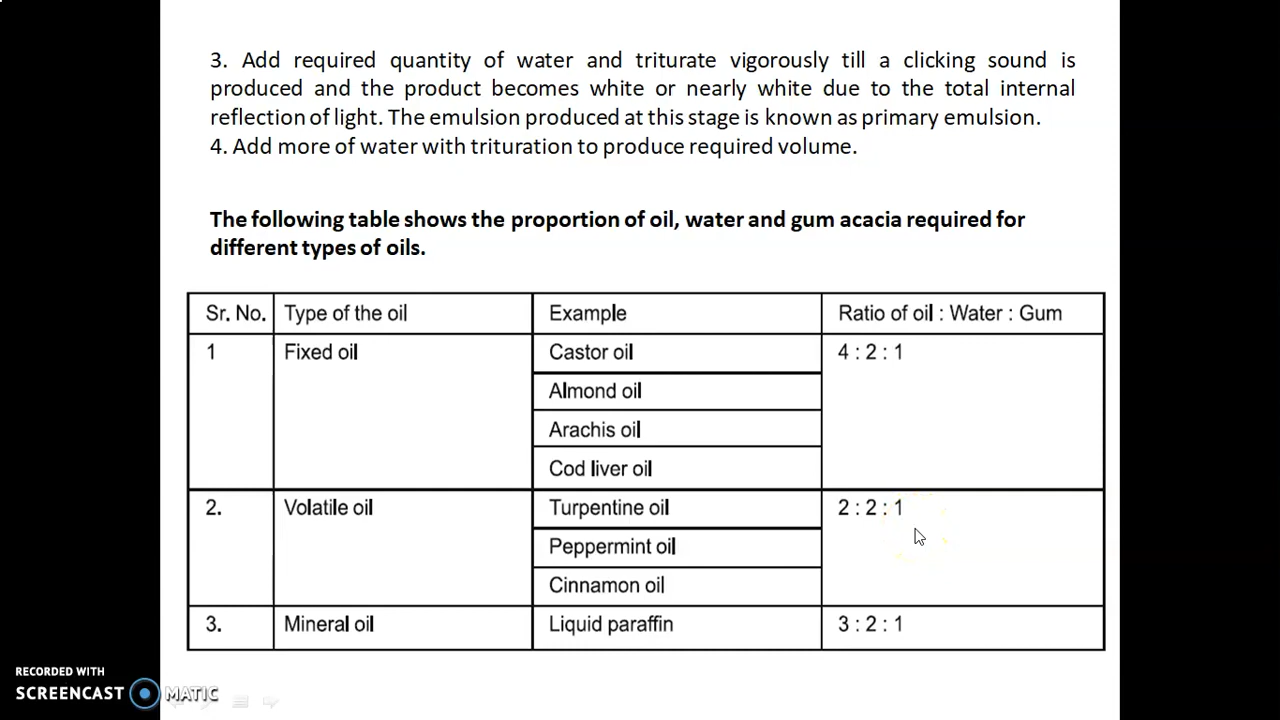 3. Add required quantity of water and triturate vigorously till a clicking sound is
produced and the product becomes white or nearly white due to the total internal
reflection of light. The emulsion produced at this stage is known as primary emulsion.
4. Add more of water with trituration to produce required volume.
The following table shows the proportion of oil, water and gum acacia required for
different types of oils.
Sr. No. Type of the oil Example Ratio of oil : Water : Gum
1 Fixed oil Castor oil 4 : 2 : 1
Almond oil
Arachis oil
Cod liver oil
2. Volatile oil Turpentine oil 2 : 2 : 1
Peppermint oil
Cinnamon oil
3. Mineral oil Liquid paraffin 3 : 2 : 1
RECORDED WITH
SCREENCAST MATIC